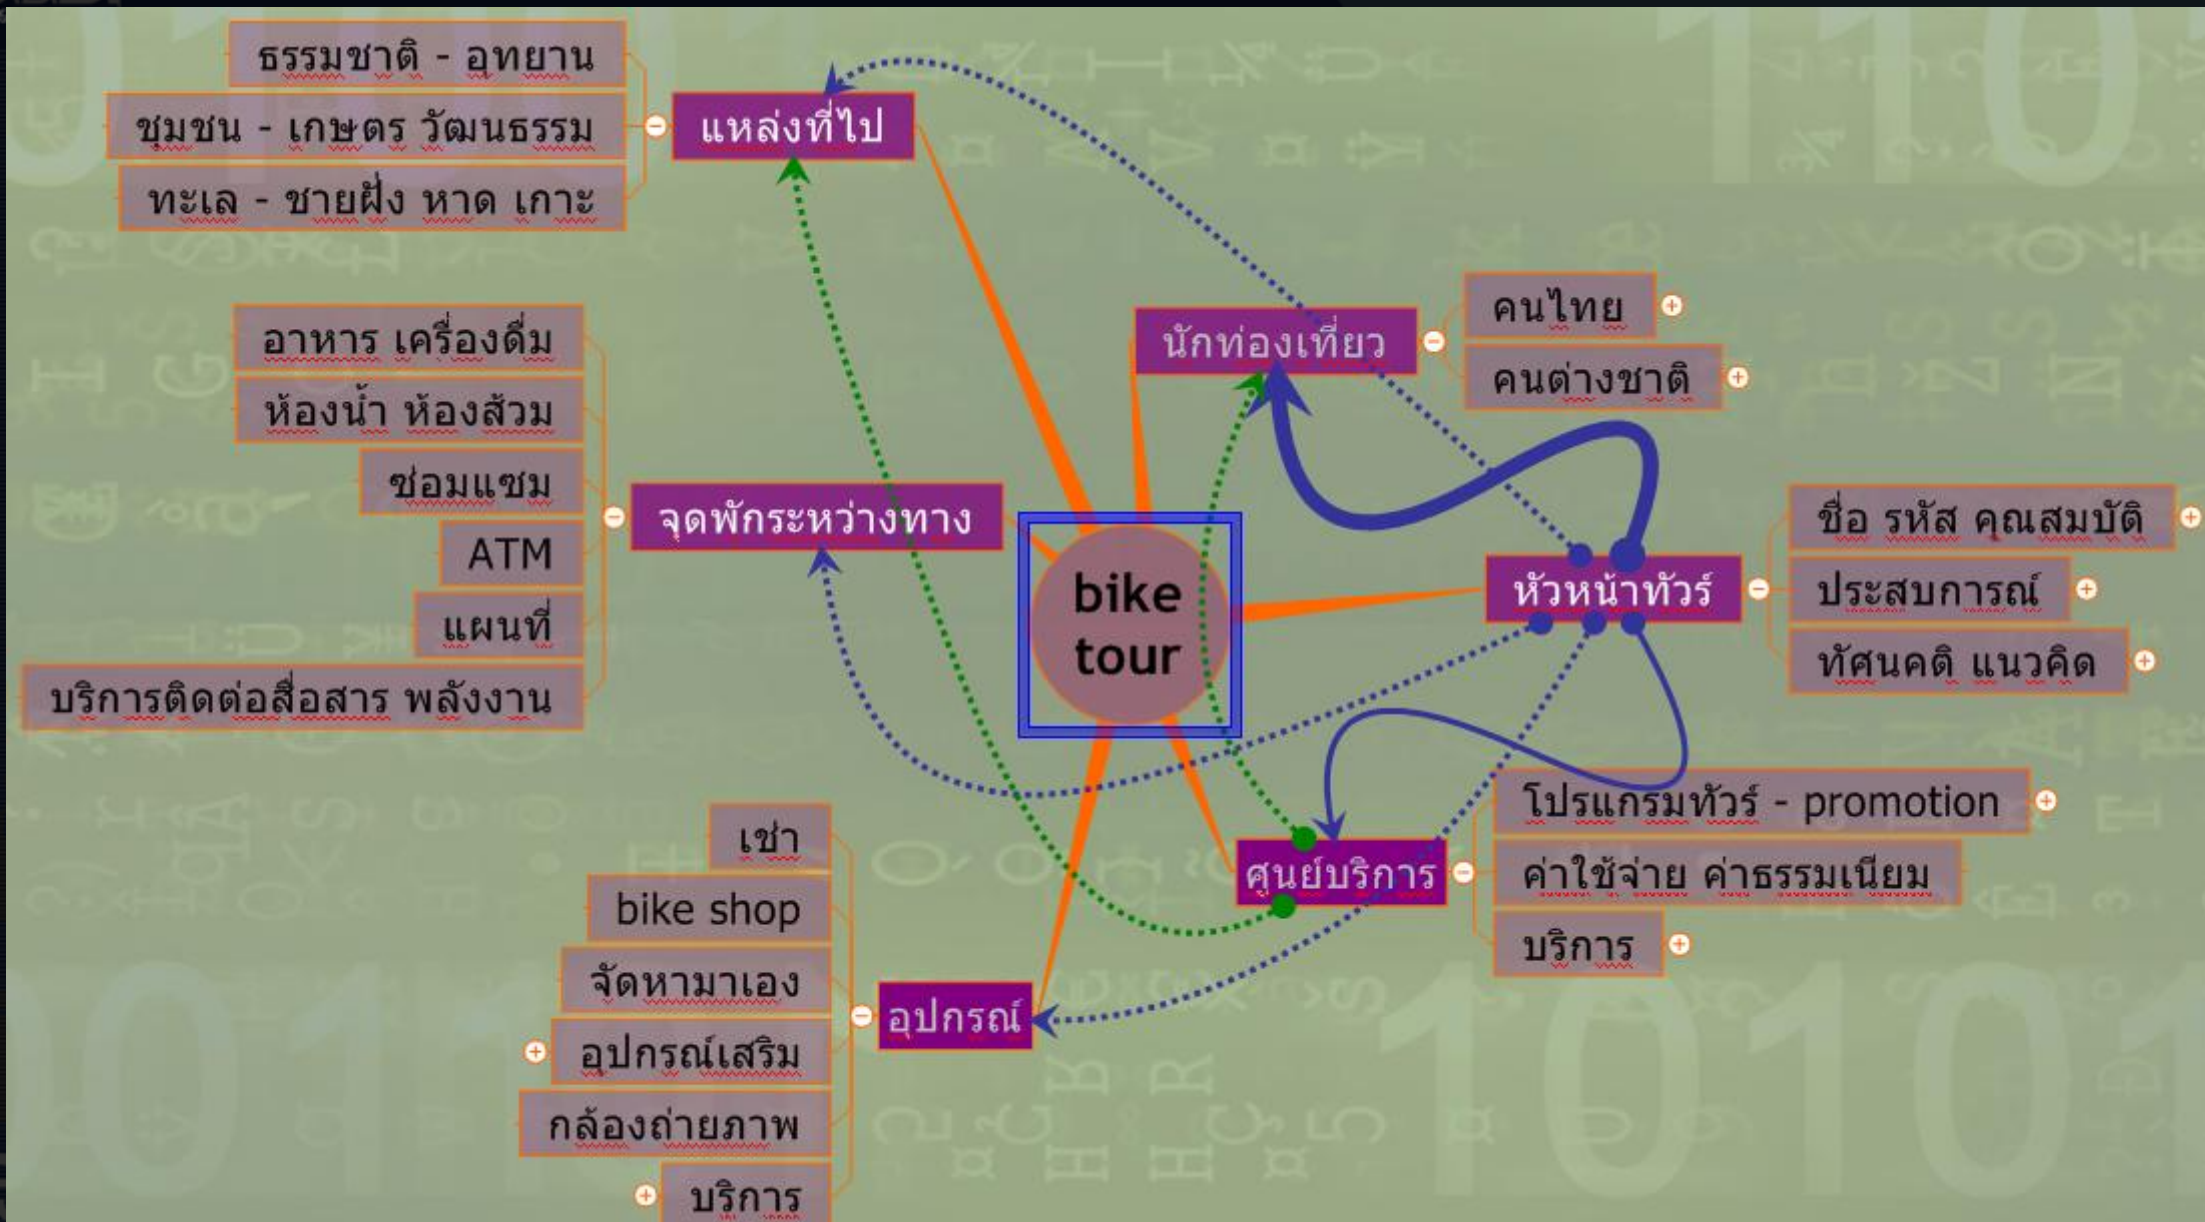 ธรรมชาติ - อุทยาน
ชุมชน - เกษตร วัฒนธรรม
ทะเล - ชายฝั่ง หาด เกาะ
แหล่งที่ไป
อาหาร เครื่องดื่ม
ห้องน้ำ ห้องส้วม
ซ่อมแซม
ATM
แผนที่
บริการติดต่อสื่อสาร พลังงาน
จุดพักระหว่างทาง
เช่า
bike shop
จัดหามาเอง
อุปกรณ์เสริม
กล้องถ่ายภาพ
บริการ
อุปกรณ์
bike
tour
นักท่องเที่ยว
คนไทย
คนต่างชาติ
หัวหน้าทัวร์
ชื่อ รหัส คุณสมบัติ
ประสบการณ์
ทัศนคติ แนวคิด
ศูนย์บริการ
โปรแกรมทัวร์ - promotion
ค่าใช้จ่าย ค่าธรรมเนียม
บริการ